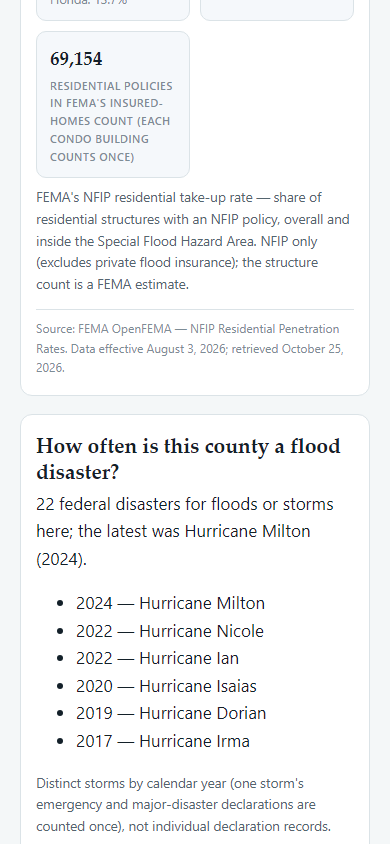 69,154
RESIDENTIAL POLICIES
IN FEMA'S INSURED-
HOMES COUNT (EACH
CONDO BUILDING
COUNTS ONCE)
FEMA's NFIP residential take-up rate — share of
residential structures with an NFIP policy, overall and
inside the Special Flood Hazard Area. NFIP only
(excludes private flood insurance); the structure
count is a FEMA estimate.
Source: FEMA OpenFEMA — NFIP Residential Penetration
Rates. Data effective August 3, 2026; retrieved October 25,
2026.
How often is this county a flood
disaster?
22 federal disasters for floods or storms
here; the latest was Hurricane Milton
(2024).
2024 — Hurricane Milton
2022 — Hurricane Nicole
2022 — Hurricane Ian
2020 — Hurricane Isaias
2019 — Hurricane Dorian
2017 — Hurricane Irma
Distinct storms by calendar year (one storm's
emergency and major-disaster declarations are
counted once), not individual declaration records.